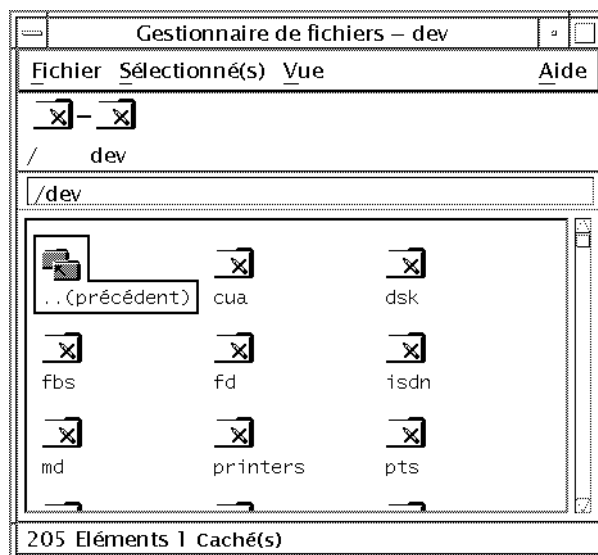 Gestionnaire de fichiers – dev
Fichier Sélectionné(s) Vue Aide
/ dev
/dev
..(précédent) cua dsk
fbs fd isdn
md printers pts
205 Eléments 1 Caché(s)